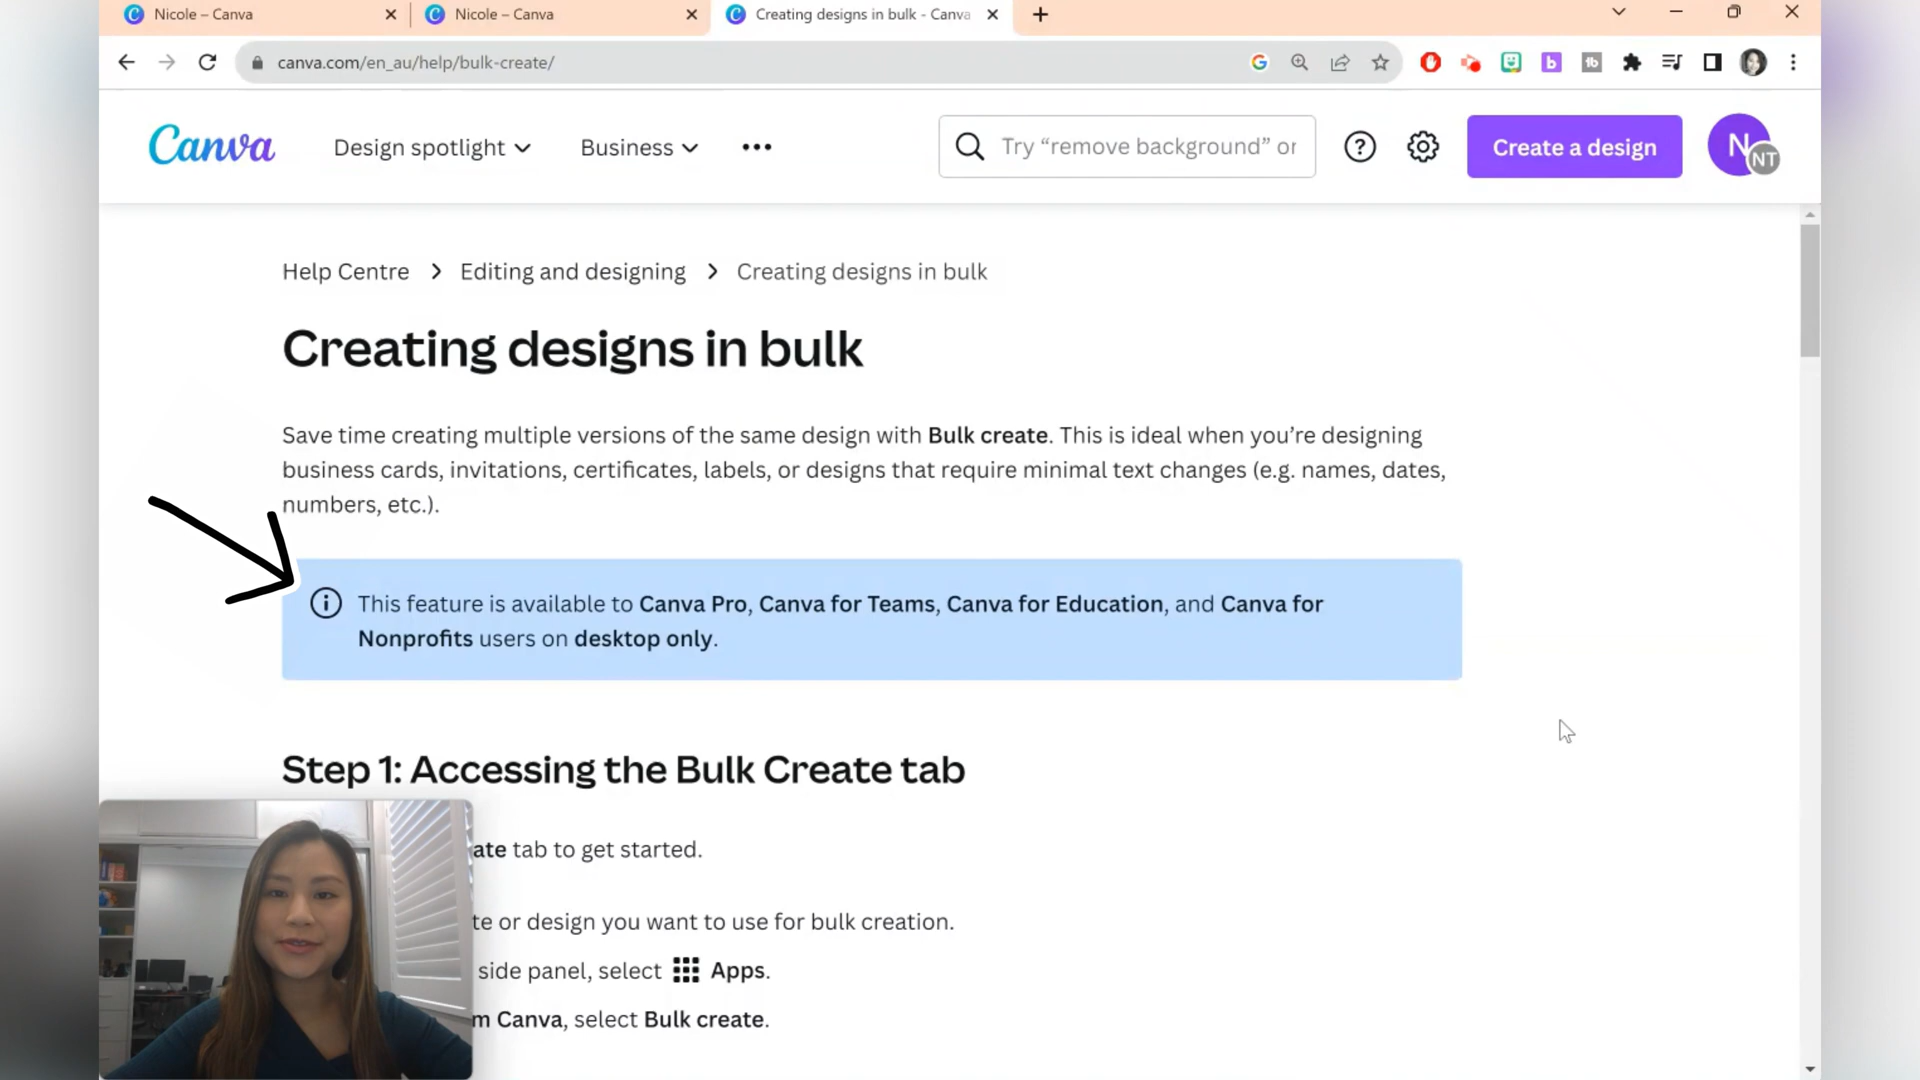 Nicole – Canva
Nicole – Canva
Creating designs in bulk - Canva
canva.com/en_au/help/bulk-create/
Canva
Design spotlight
Business
Try “remove background” or
Create a design
N
NT
Help Centre > Editing and designing > Creating designs in bulk
Creating designs in bulk
Save time creating multiple versions of the same design with Bulk create. This is ideal when you’re designing
business cards, invitations, certificates, labels, or designs that require minimal text changes (e.g. names, dates,
numbers, etc.).
This feature is available to Canva Pro, Canva for Teams, Canva for Education, and Canva for
Nonprofits users on desktop only.
Step 1: Accessing the Bulk Create tab
ate tab to get started.
te or design you want to use for bulk creation.
side panel, select Apps.
m Canva, select Bulk create.